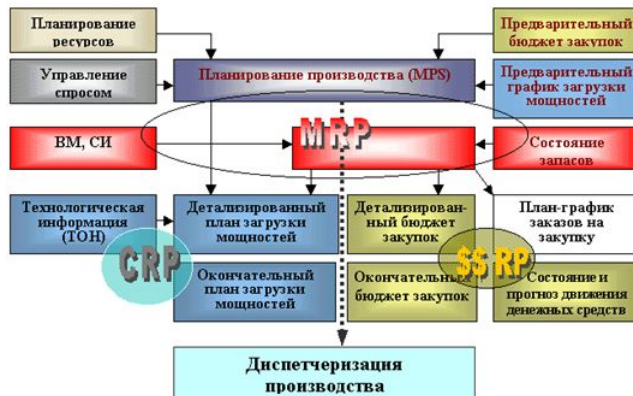 Планирование
ресурсов
Предварительный
бюджет закупок
Управление
спросом
Планирование производства (MPS)
Предварительный
график загрузки
мощностей
ВМ, СИ
MRP
Состояние
запасов
Технологическая
информация
(ТОН)
Детализированный
план загрузки
мощностей
Детализирован-
ный бюджет
закупок
План-график
заказов на
закупку
CRP
$$ RP
Окончательный
план загрузки
мощностей
Окончательный
бюджет закупок
Состояние и
прогноз движения
денежных средств
Диспетчеризация
производства